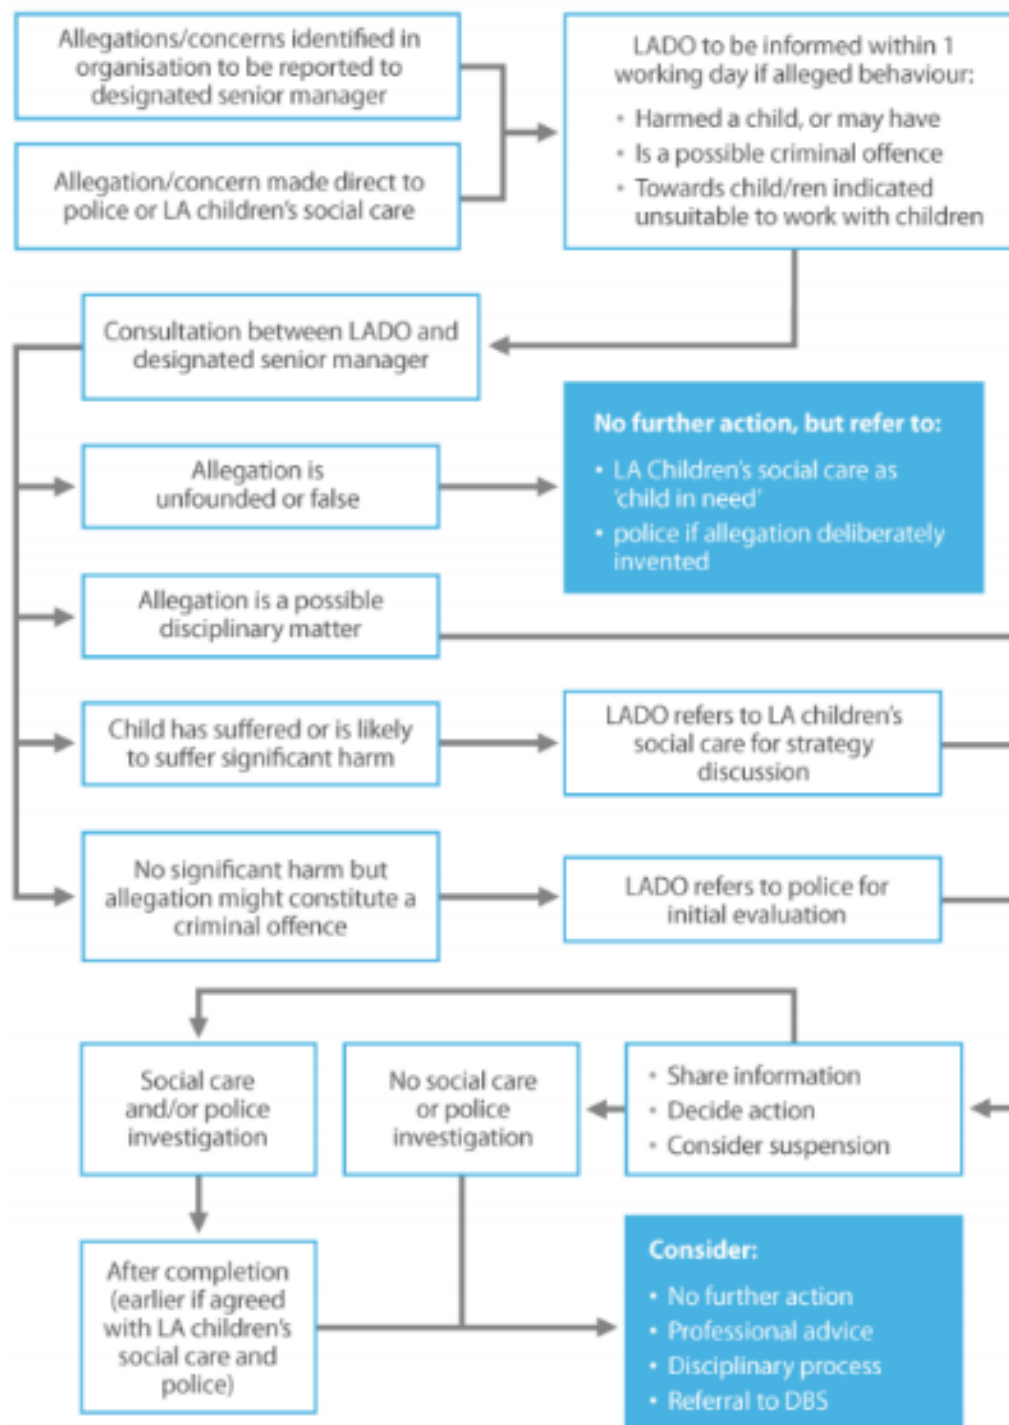 Allegations/concerns identified in
organisation to be reported to
designated senior manager
Allegation/concern made direct to
police or LA children's social care
LADO to be informed within 1
working day if alleged behaviour:
• Harmed a child, or may have
• Is a possible criminal offence
• Towards child/ren indicated
unsuitable to work with children
Consultation between LADO and
designated senior manager
Allegation is
unfounded or false
No further action, but refer to:
• LA Children's social care as
'child in need'
• police if allegation deliberately
invented
Allegation is a possible
disciplinary matter
Child has suffered or is likely
to suffer significant harm
LADO refers to LA children's
social care for strategy
discussion
No significant harm but
allegation might constitute a
criminal offence
LADO refers to police for
initial evaluation
Social care
and/or police
investigation
No social care
or police
investigation
• Share information
• Decide action
• Consider suspension
After completion
(earlier if agreed
with LA children's
social care and
police)
Consider:
• No further action
• Professional advice
• Disciplinary process
• Referral to DBS